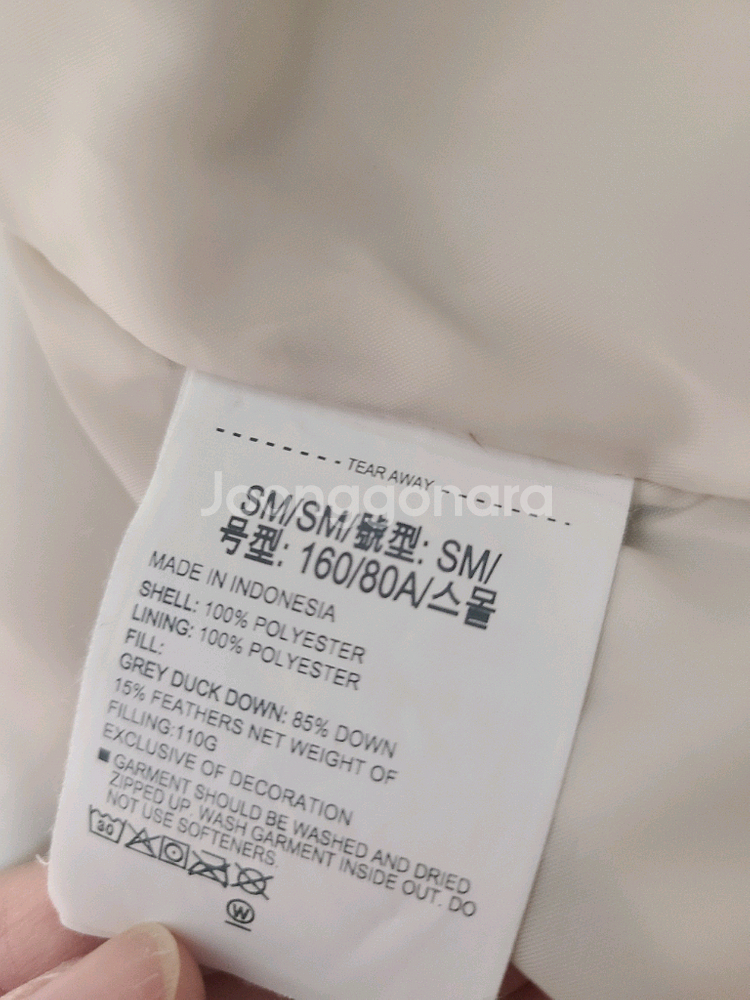 TEAR AWAY
Joonggonara
SM/SM/號型: SM/
号型: 160/80A/스몰
MADE IN INDONESIA
SHELL: 100% POLYESTER
LINING: 100% POLYESTER
FILL:
GREY DUCK DOWN: 85% DOWN
15% FEATHERS NET WEIGHT OF
FILLING:110G
EXCLUSIVE OF DECORATION
■ GARMENT SHOULD BE WASHED AND DRIED
ZIPPED UP. WASH GARMENT INSIDE OUT. DO
NOT USE SOFTENERS.
30
W